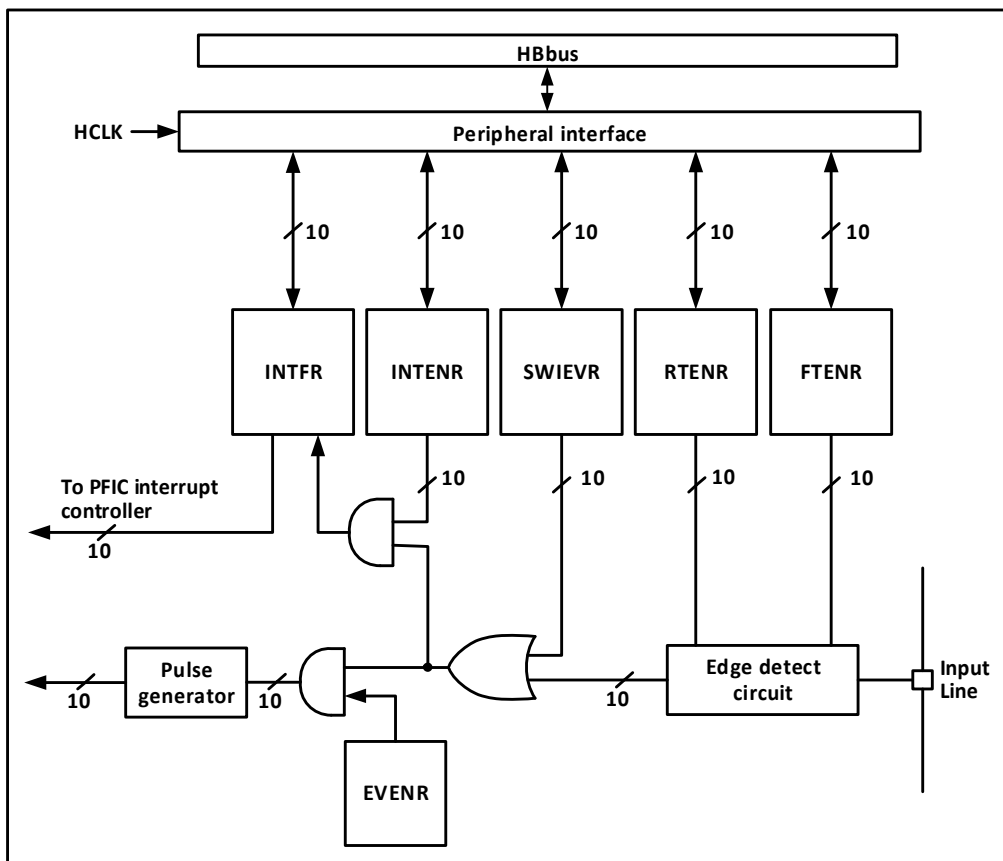 HBbus
HCLK
Peripheral interface
10 10 10 10 10
INTFR INTENR SWIEVR RTENR FTENR
10 10 10 10
To PFIC interrupt
controller
10
Pulse
generator
10
10
10
Edge detect
circuit
Input
Line
EVENR